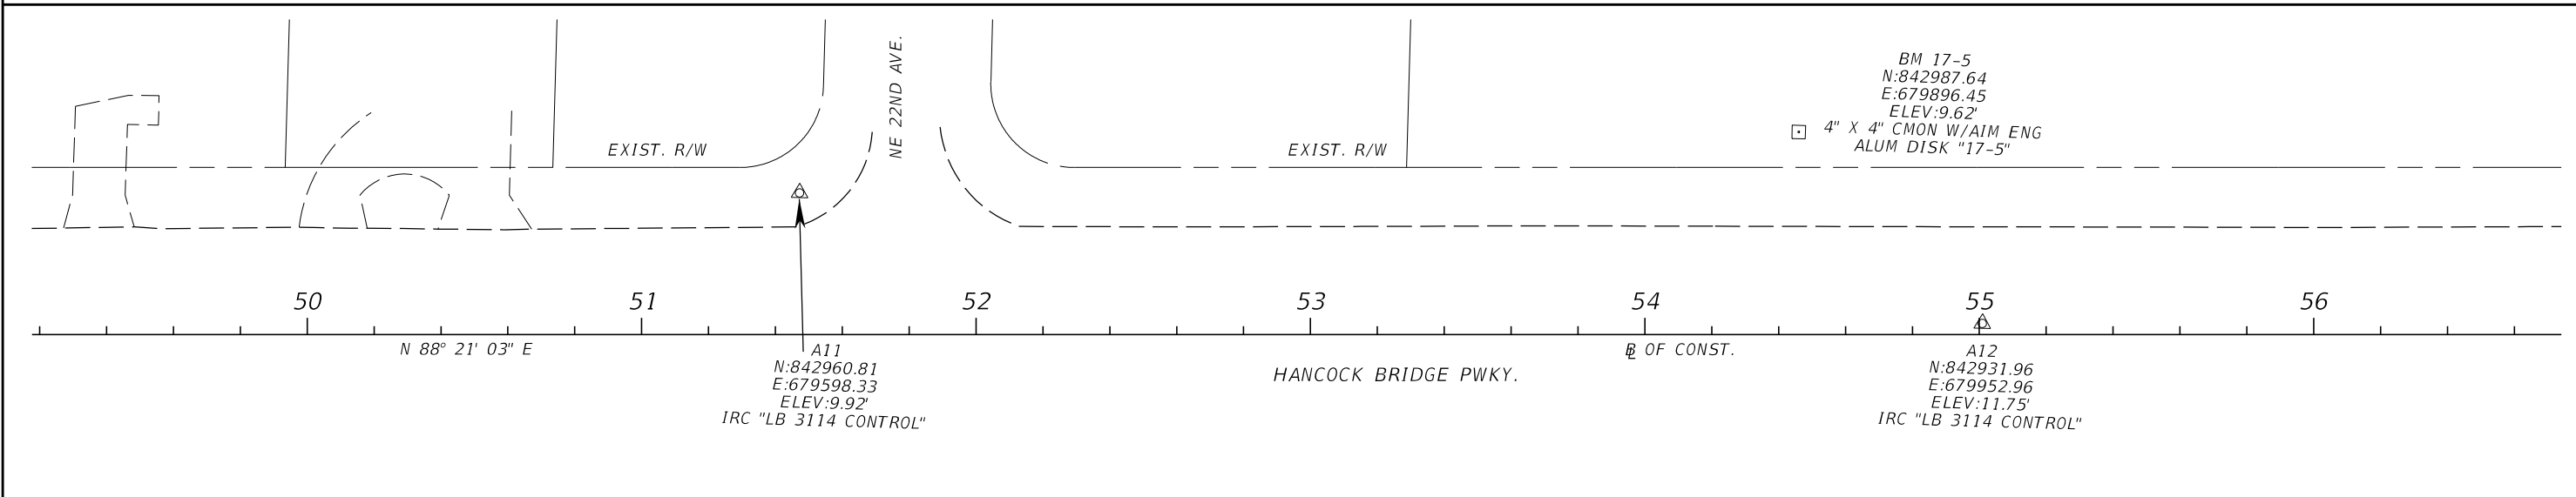 NE 22ND AVE.
BM 17-5
N:842987.64
E:679896.45
ELEV:9.62'
4" X 4" CMON W/AIM ENG
ALUM DISK "17-5"
EXIST. R/W
EXIST. R/W
50
51
52
53
54
55
56
N 88° 21' 03" E
A11
N:842960.81
E:679598.33
ELEV:9.92'
IRC "LB 3114 CONTROL"
HANCOCK BRIDGE PWKY.
BL OF CONST.
A12
N:842931.96
E:679952.96
ELEV:11.75'
IRC "LB 3114 CONTROL"